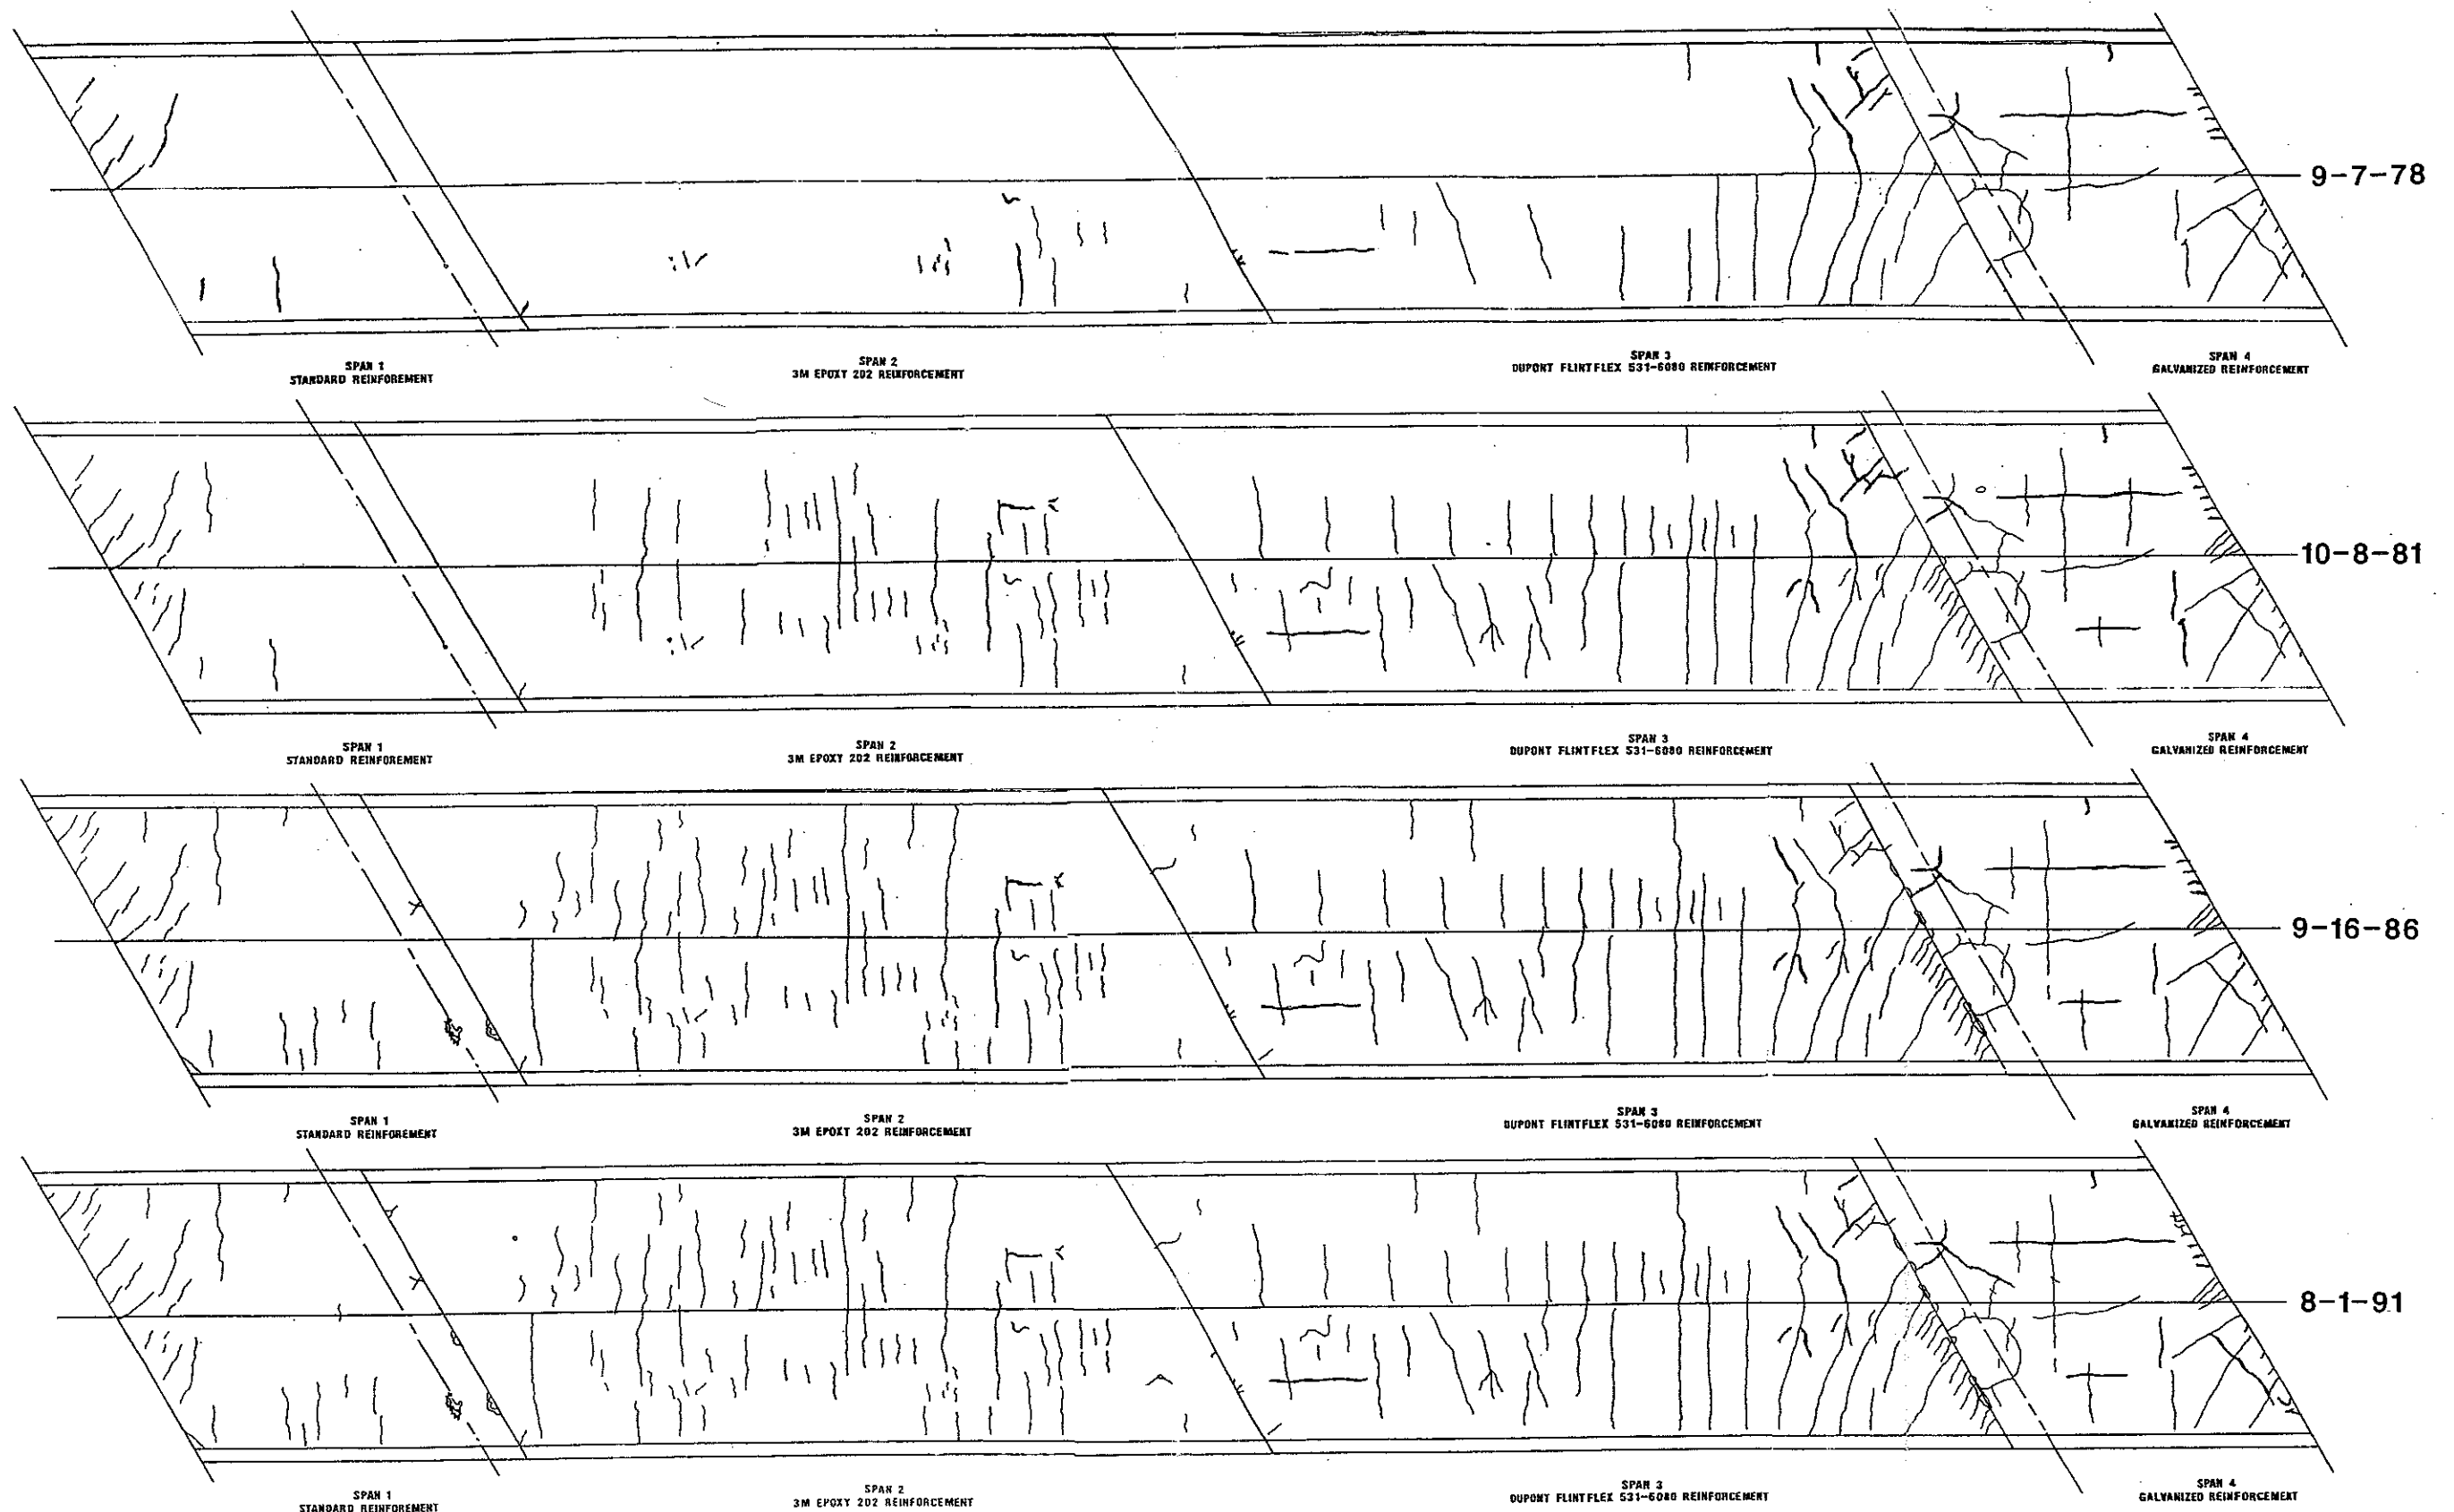 9-7-78
SPAN 1
STANDARD REINFOREMENT
SPAN 2
3M EPOXY 202 REINFORCEMENT
SPAN 3
DUPONT FLINTFLEX 531-6080 REINFORCEMENT
SPAN 4
GALVANIZED REINFORCEMENT
10-8-81
SPAN 1
STANDARD REINFOREMENT
SPAN 2
3M EPOXY 202 REINFORCEMENT
SPAN 3
DUPONT FLINTFLEX 531-6080 REINFORCEMENT
SPAN 4
GALVANIZED REINFORCEMENT
9-16-86
SPAN 1
STANDARD REINFOREMENT
SPAN 2
3M EPOXY 202 REINFORCEMENT
SPAN 3
DUPONT FLINTFLEX 531-6080 REINFORCEMENT
SPAN 4
GALVANIZED REINFORCEMENT
8-1-91
SPAN 1
STANDARD REINFOREMENT
SPAN 2
3M EPOXY 202 REINFORCEMENT
SPAN 3
DUPONT FLINTFLEX 531-6080 REINFORCEMENT
SPAN 4
GALVANIZED REINFORCEMENT